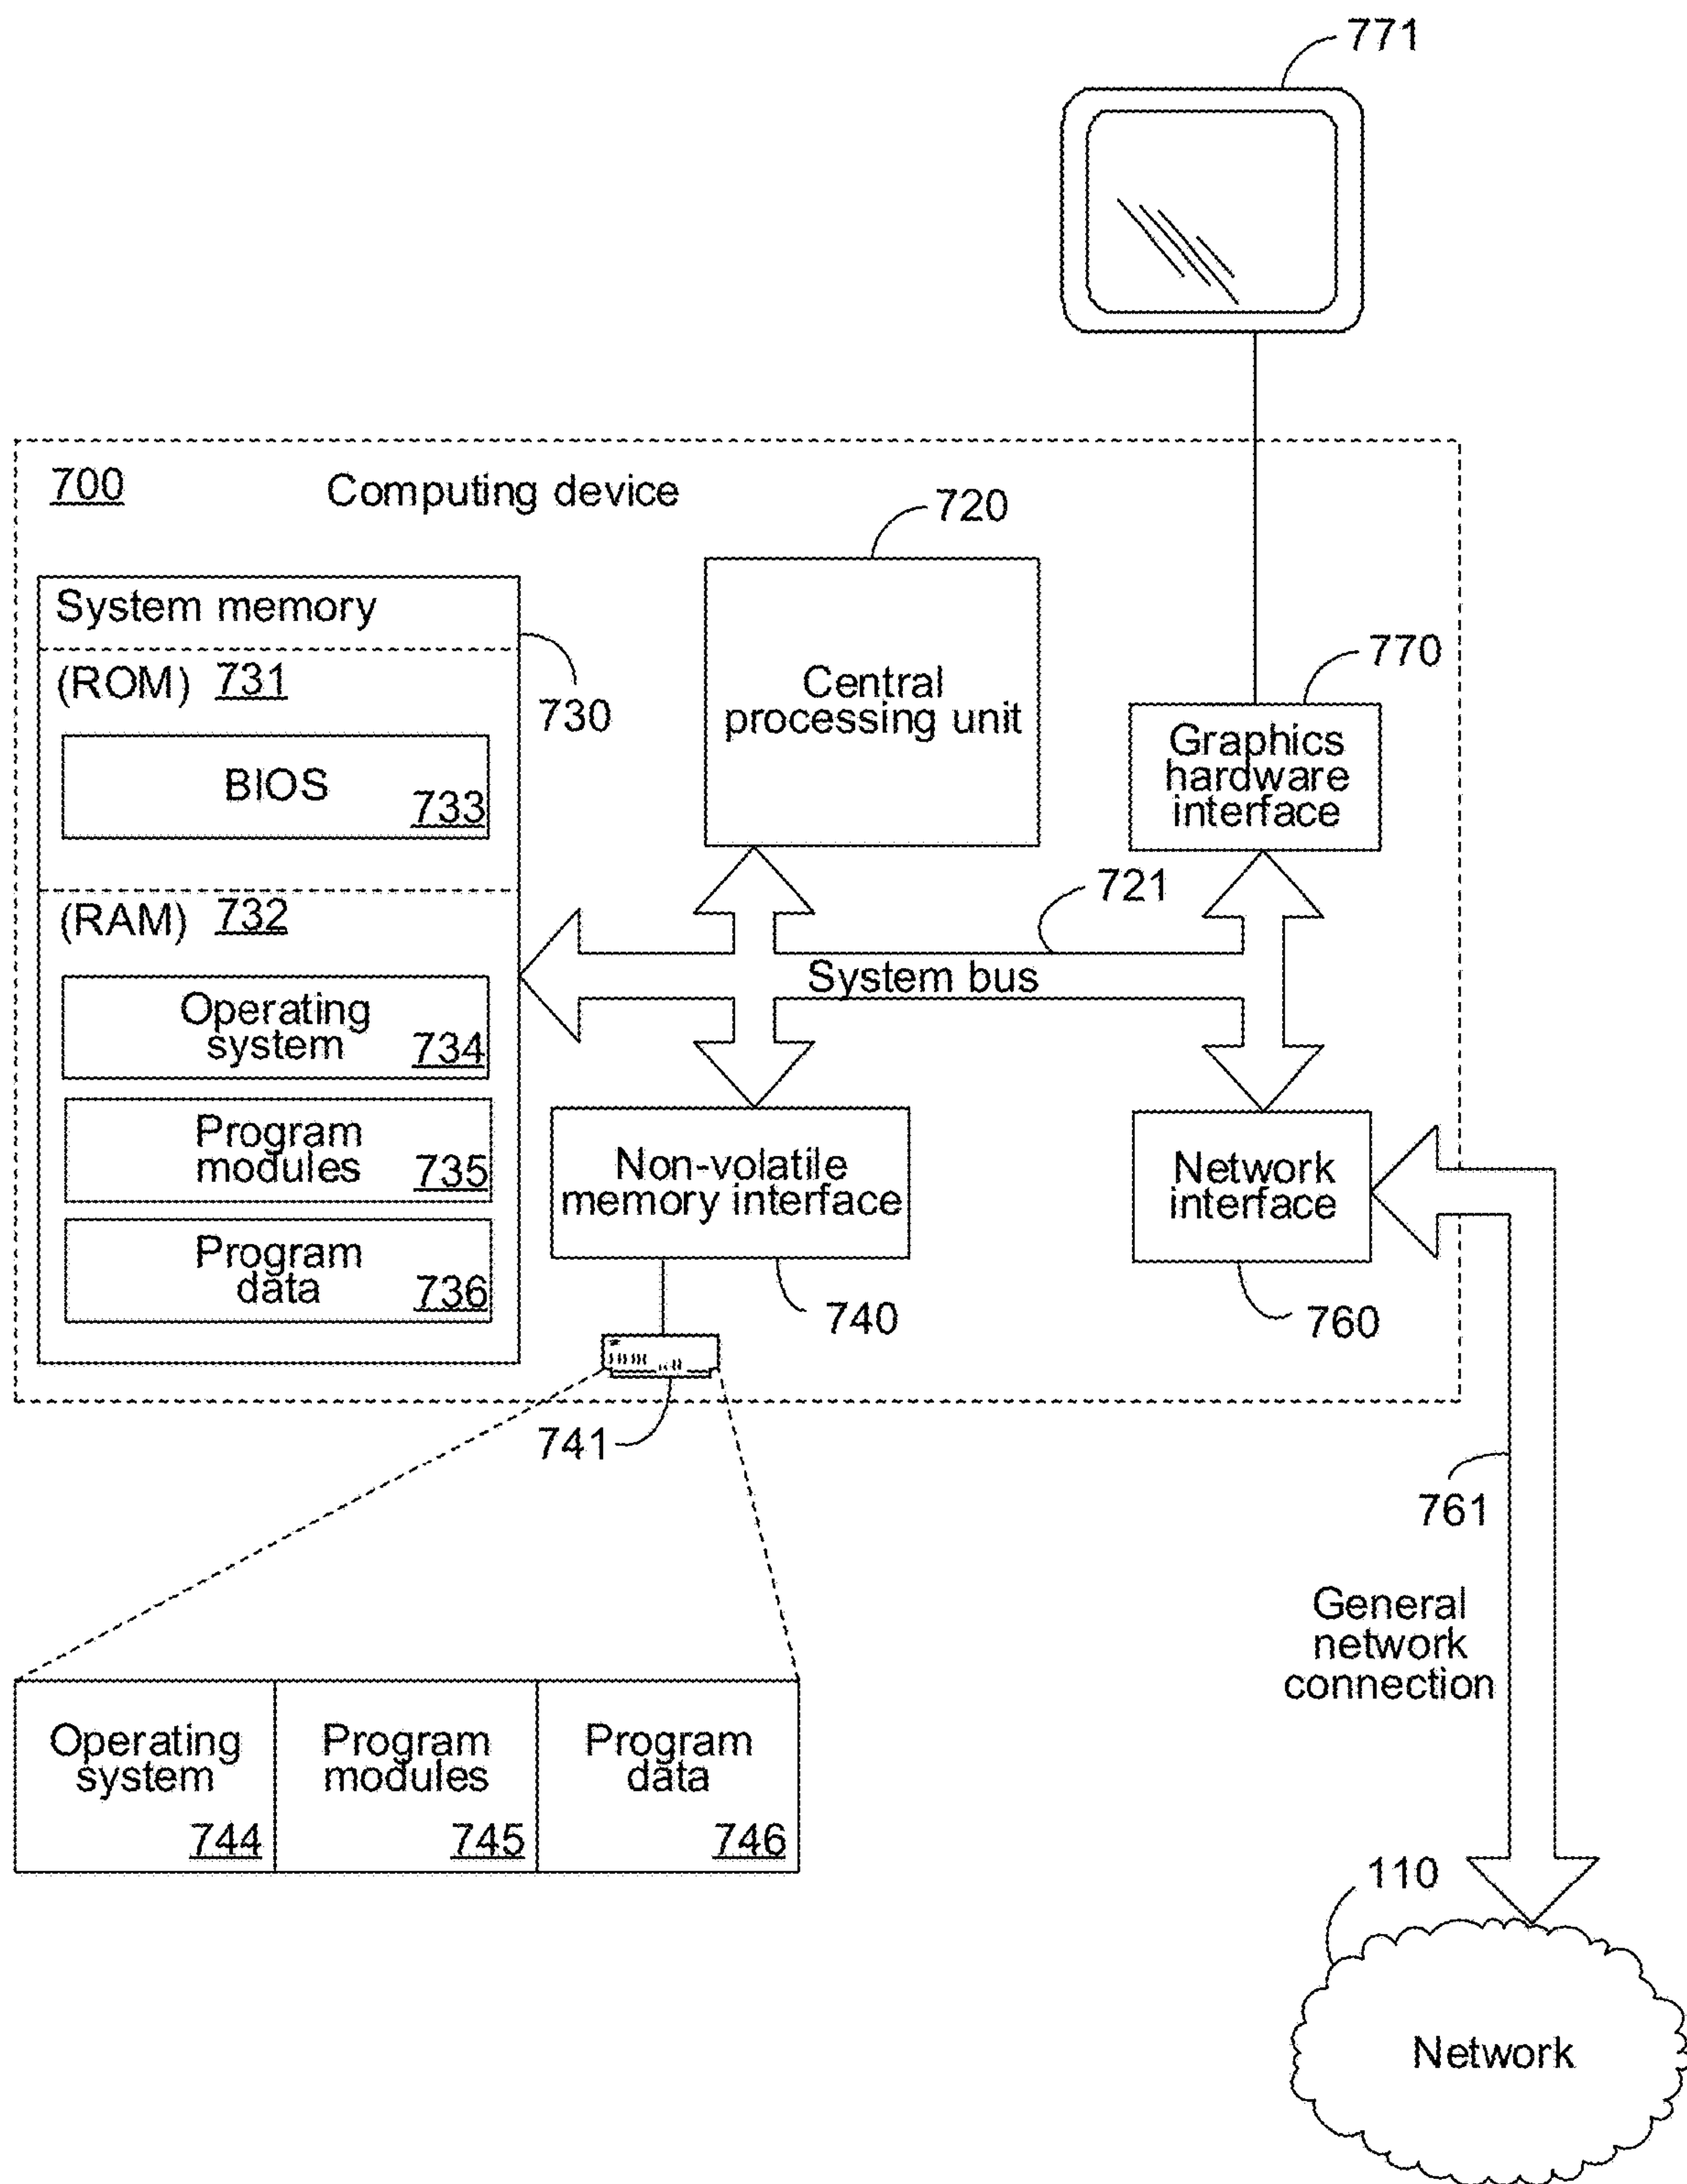 771
700
Computing device
720
System memory
(ROM) 731
730
BIOS
733
Central
processing unit
770
Graphics
hardware
interface
(RAM) 732
721
System bus
Operating
system
734
Program
modules
735
Program
data
736
Non-volatile
memory interface
740
Network
interface
760
741
761
General
network
connection
Operating
system
744
Program
modules
745
Program
data
746
110
Network